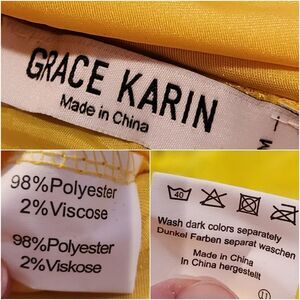 GRACE KARIN
Made in China
M
98%Polyester
2%Viscose
98%Polyester
2%Viskose
40
Wash dark colors separately
Dunkel Farben separat waschen
Made in China
In China hergestellt